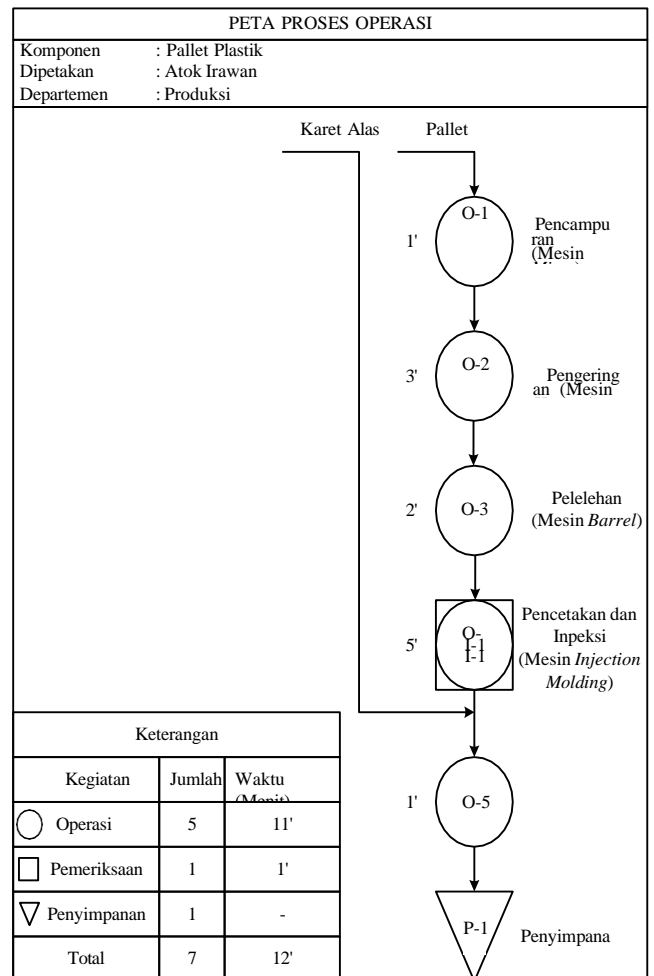 PETA PROSES OPERASI
Komponen : Pallet Plastik
Dipetakan : Atok Irawan
Departemen : Produksi
Karet Alas Pallet
O-1
1'
Pencampu
ran
(Mesin
O-2
3'
Pengering
an (Mesin
O-3
2'
Pelelehan
(Mesin Barrel)
O-
I-1
5'
Pencetakan dan
Inpeksi
(Mesin Injection
Molding)
O-5
1'
P-1
Penyimpana
Keterangan
Kegiatan Jumlah Waktu
(Menit)
Operasi 5 11'
Pemeriksaan 1 1'
Penyimpanan 1 -
Total 7 12'